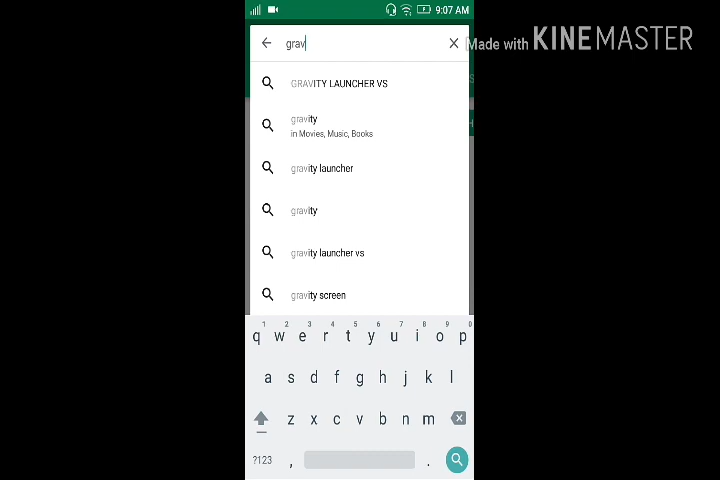 9:07 AM
grav
Made with KINEMASTER
GRAVITY LAUNCHER VS
gravity
in Movies, Music, Books
gravity launcher
gravity
gravity launcher vs
gravity screen
1 2 3 4 5 6 7 8 9 0
q w e r t y u i o p
a s d f g h j k l
z x c v b n m
?123 , .